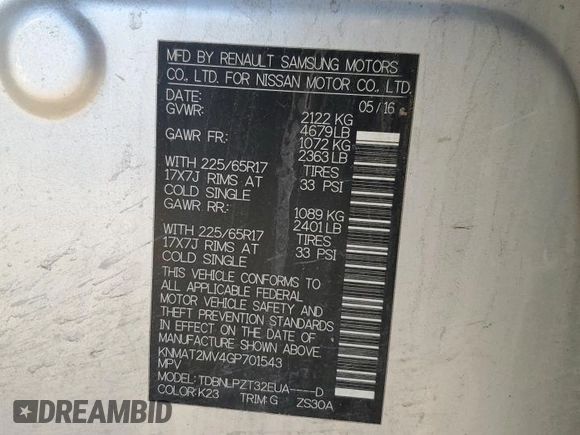 MFD BY RENAULT SAMSUNG MOTORS
CO., LTD. FOR NISSAN MOTOR CO., LTD.
DATE: 05/16
GVWR: 2122 KG
4679 LB
GAWR FR: 1072 KG
2363 LB
WITH 225/65R17 TIRES
17X7J RIMS AT 33 PSI
COLD SINGLE
GAWR RR: 1089 KG
2401 LB
WITH 225/65R17 TIRES
17X7J RIMS AT 33 PSI
COLD SINGLE
THIS VEHICLE CONFORMS TO
ALL APPLICABLE FEDERAL
MOTOR VEHICLE SAFETY AND
THEFT PREVENTION STANDARDS
IN EFFECT ON THE DATE OF
MANUFACTURE SHOWN ABOVE.
KNMAT2MV4GP701543
MPV
MODEL: TDBNLPZT32EUA----D
COLOR: K23 TRIM: G ZS30A
DREAMBID
DREAMBID